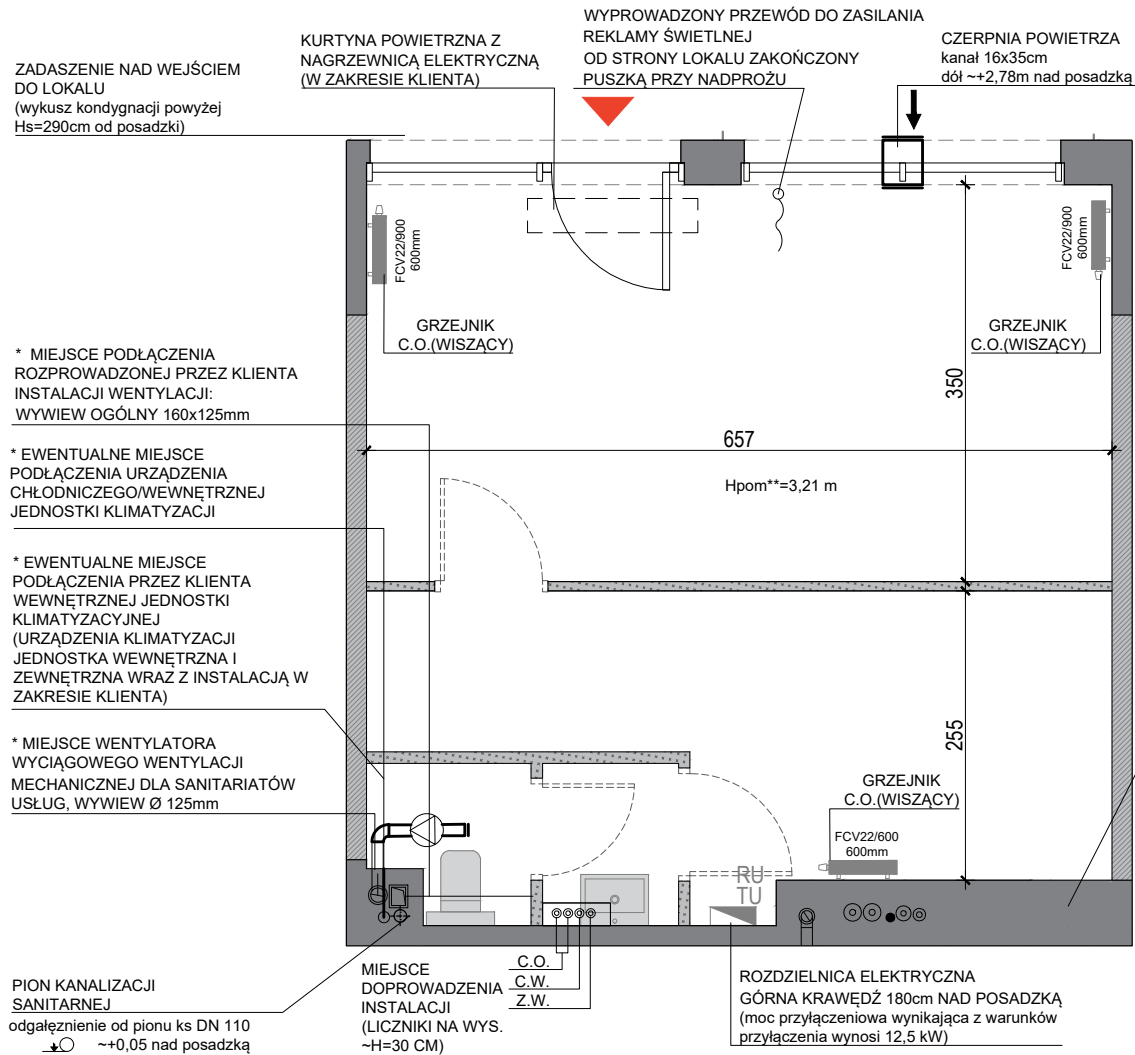 WYPROWADZONY PRZEWÓD DO ZASILANIA
REKLAMY ŚWIETLNEJ
OD STRONY LOKALU ZAKOŃCZONY
PUSZKĄ PRZY NADPROŻU
KURTYNA POWIETRZNA Z
NAGRZEWNICĄ ELEKTRYCZNĄ
(W ZAKRESIE KLIENTA)
CZERPNIA POWIETRZA
kanał 16x35cm
dół ~+2,78m nad posadzką
ZADASZENIE NAD WEJŚCIEM
DO LOKALU
(wykusz kondygnacji powyżej
Hs=290cm od posadzki)
FCV22/900
600mm
FCV22/900
600mm
GRZEJNIK
C.O.(WISZĄCY)
GRZEJNIK
C.O.(WISZĄCY)
* MIEJSCE PODŁĄCZENIA
ROZPROWADZONEJ PRZEZ KLIENTA
INSTALACJI WENTYLACJI:
WYWIEW OGÓLNY 160x125mm
350
657
Hpom**=3,21 m
* EWENTUALNE MIEJSCE
PODŁĄCZENIA URZĄDZENIA
CHŁODNICZEGO/WEWNĘTRZNEJ
JEDNOSTKI KLIMATYZACJI
* EWENTUALNE MIEJSCE
PODŁĄCZENIA PRZEZ KLIENTA
WEWNĘTRZNEJ JEDNOSTKI
KLIMATYZACYJNEJ
(URZĄDZENIA KLIMATYZACJI
JEDNOSTKA WEWNĘTRZNA I
ZEWNĘTRZNA WRAZ Z INSTALACJĄ W
ZAKRESIE KLIENTA)
255
* MIEJSCE WENTYLATORA
WYCIĄGOWEGO WENTYLACJI
MECHANICZNEJ DLA SANITARIATÓW
USŁUG, WYWIEW Ø 125mm
GRZEJNIK
C.O.(WISZĄCY)
FCV22/600
600mm
RU
TU
PION KANALIZACJI
SANITARNEJ
odgałęznienie od pionu ks DN 110
~+0,05 nad posadzką
MIEJSCE
DOPROWADZENIA
INSTALACJI
(LICZNIKI NA WYS.
~H=30 CM)
C.O.
C.W.
Z.W.
ROZDZIELNICA ELEKTRYCZNA
GÓRNA KRAWĘDŹ 180cm NAD POSADZKĄ
(moc przyłączeniowa wynikająca z warunków
przyłączenia wynosi 12,5 kW)